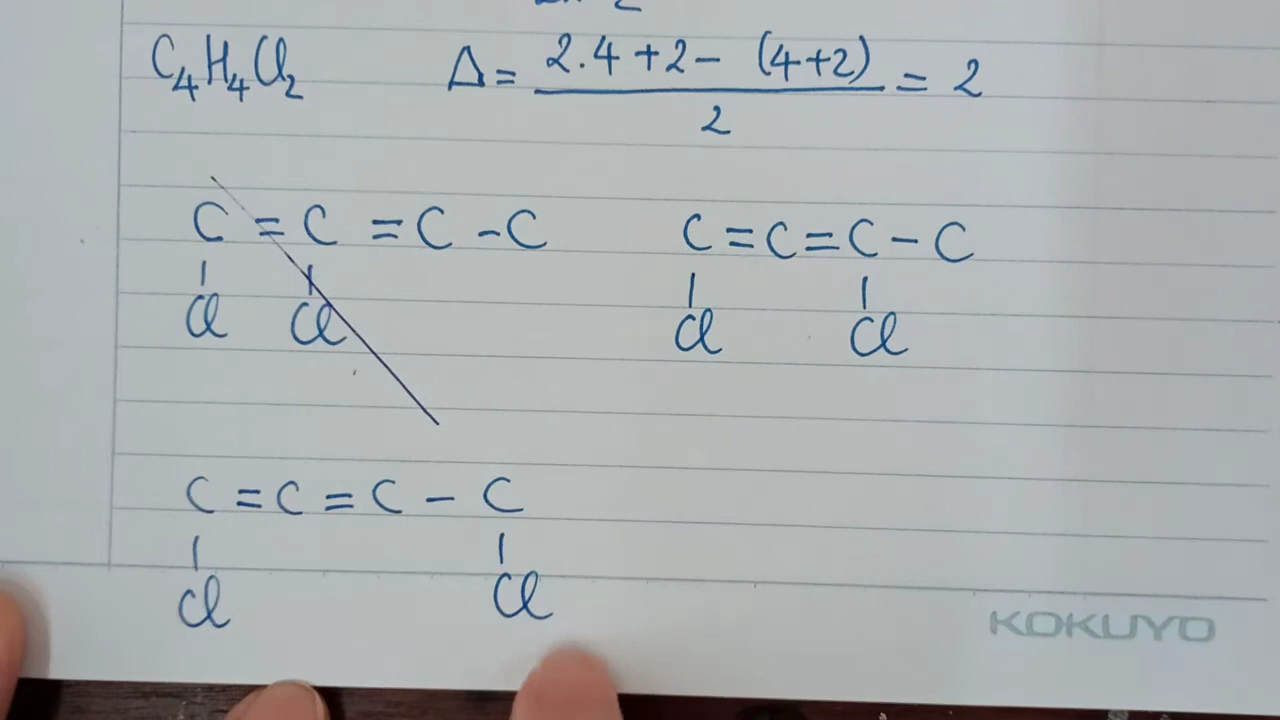 C₄H₄Cl₂ Δ = 2.4+2- (4+2) / 2 = 2
C = C = C - C C = C = C - C
Cl Cl Cl Cl
C = C = C - C
Cl Cl
KOKUYO